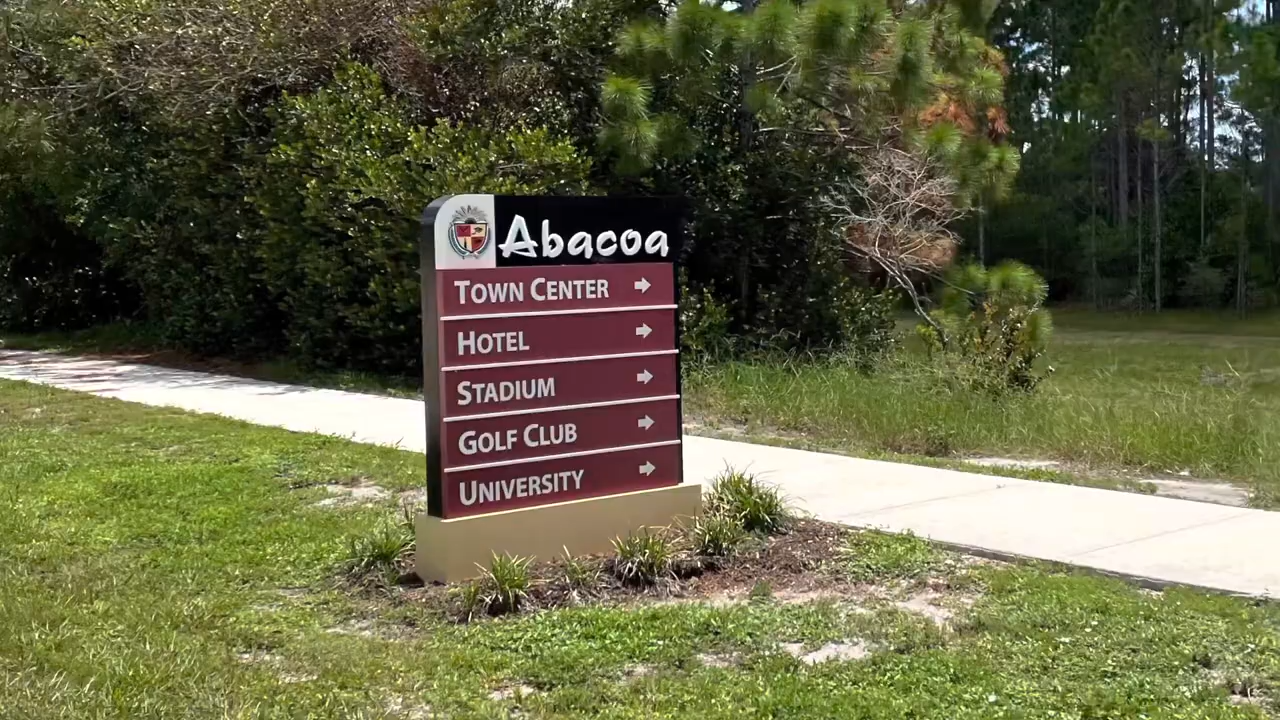 Abacoa
TOWN CENTER
HOTEL
STADIUM
GOLF CLUB
UNIVERSITY